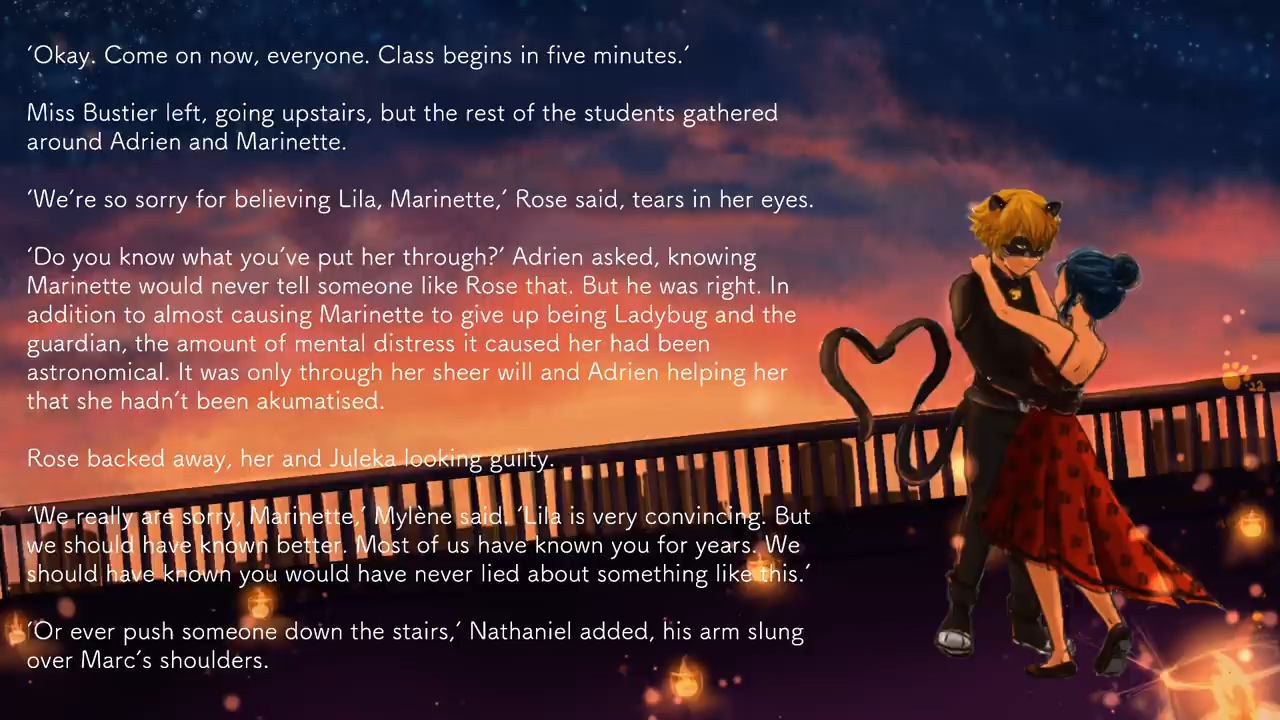 ‘Okay. Come on now, everyone. Class begins in five minutes.’
Miss Bustier left, going upstairs, but the rest of the students gathered
around Adrien and Marinette.
‘We’re so sorry for believing Lila, Marinette,’ Rose said, tears in her eyes.
‘Do you know what you’ve put her through?’ Adrien asked, knowing
Marinette would never tell someone like Rose that. But he was right. In
addition to almost causing Marinette to give up being Ladybug and the
guardian, the amount of mental distress it caused her had been
astronomical. It was only through her sheer will and Adrien helping her
that she hadn’t been akumatised.
Rose backed away, her and Juleka looking guilty.
‘We really are sorry, Marinette,’ Mylène said. ‘Lila is very convincing. But
we should have known better. Most of us have known you for years. We
should have known you would have never lied about something like this.’
‘Or ever push someone down the stairs,’ Nathaniel added, his arm slung
over Marc’s shoulders.